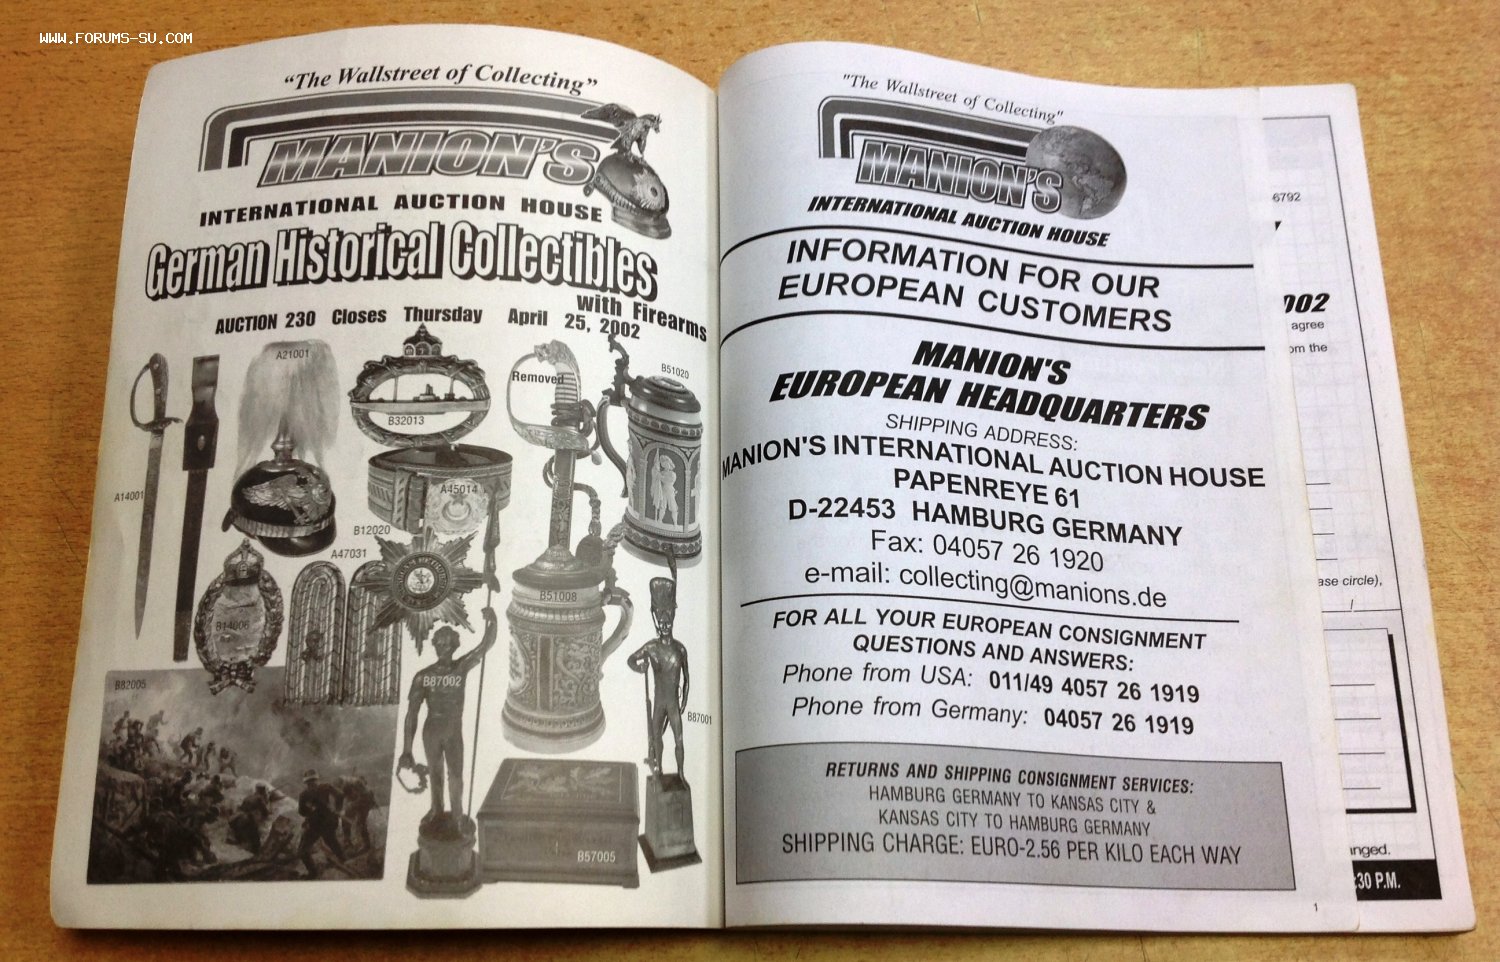 WWW.FORUMS-SU.COM
“The Wallstreet of Collecting”
MANION'S
INTERNATIONAL AUCTION HOUSE
German Historical Collectibles
with Firearms
AUCTION 230 Closes Thursday April 25, 2002
A21001
Removed
B51020
B32013
A14001
A45014
B12020
A47031
B51008
B14006
B82005
B87002
B87001
B57005
"The Wallstreet of Collecting"
MANION'S
INTERNATIONAL AUCTION HOUSE
INFORMATION FOR OUR
EUROPEAN CUSTOMERS
MANION'S
EUROPEAN HEADQUARTERS
SHIPPING ADDRESS:
MANION'S INTERNATIONAL AUCTION HOUSE
PAPENREYE 61
D-22453 HAMBURG GERMANY
Fax: 04057 26 1920
e-mail: collecting@manions.de
FOR ALL YOUR EUROPEAN CONSIGNMENT
QUESTIONS AND ANSWERS:
Phone from USA: 011/49 4057 26 1919
Phone from Germany: 04057 26 1919
RETURNS AND SHIPPING CONSIGNMENT SERVICES:
HAMBURG GERMANY TO KANSAS CITY &
KANSAS CITY TO HAMBURG GERMANY
SHIPPING CHARGE: EURO-2.56 PER KILO EACH WAY
1
6792
002
agree
om the
ase circle),
anged.
:30 P.M.